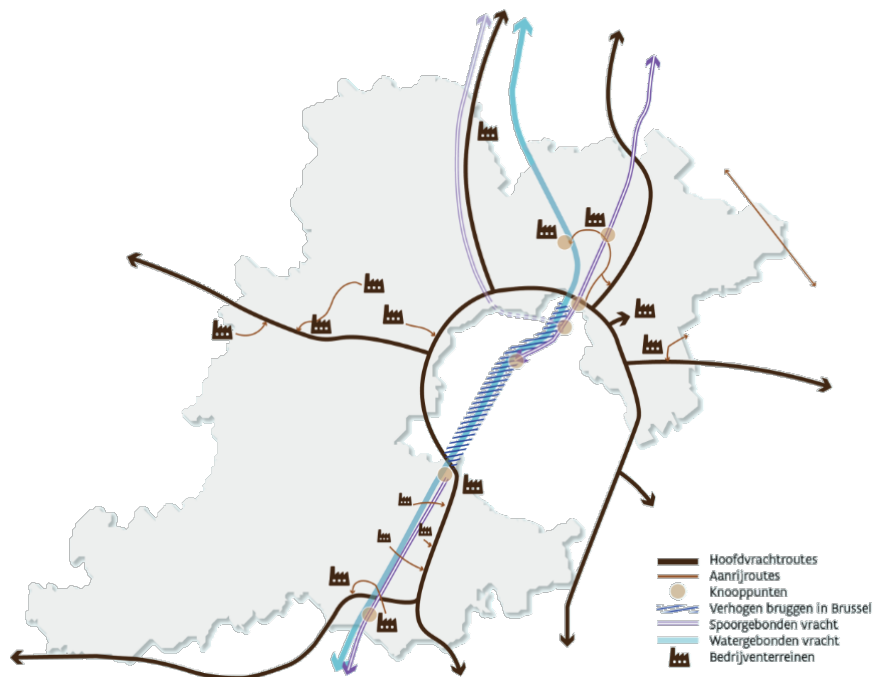 Hoofdvrachtroutes
Aanrijroutes
Knooppunten
Verhogen bruggen in Brussel
Spoorgebonden vracht
Watergebonden vracht
Bedrijventerreinen